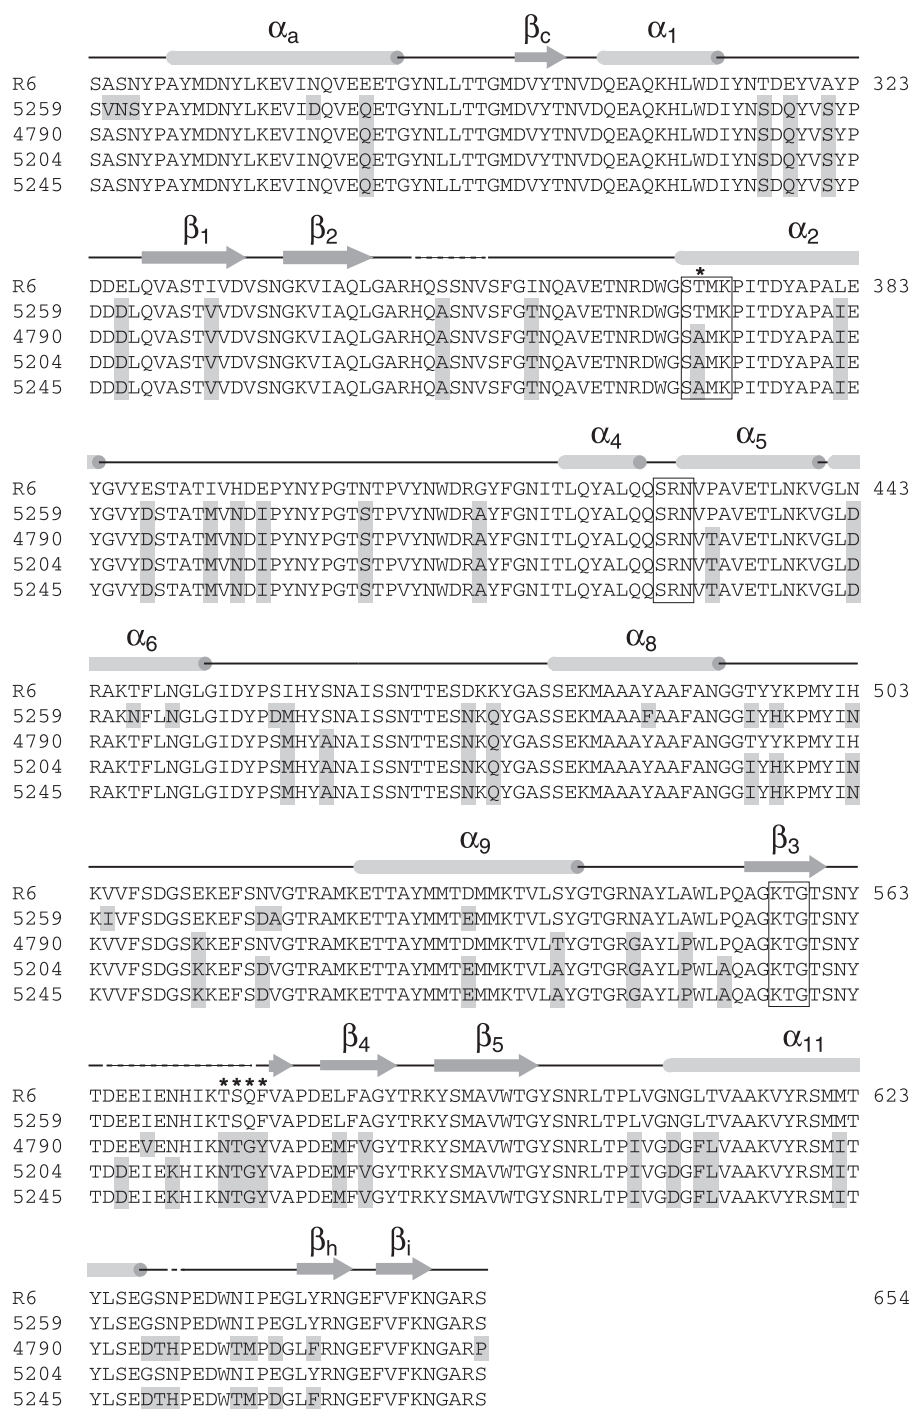 αa βc α1
R6 SASNYPAYMDNYLKEVINQVEEETGYNLLTTGMDVYTNVDQEAQKHLWDIYNTDEYVAYP 323
5259 SVNSYPAYMDNYLKEVIDQVEQETGYNLLTTGMDVYTNVDQEAQKHLWDIYNSDQYVSYP
4790 SASNYPAYMDNYLKEVINQVEQETGYNLLTTGMDVYTNVDQEAQKHLWDIYNSDQYVSYP
5204 SASNYPAYMDNYLKEVINQVEQETGYNLLTTGMDVYTNVDQEAQKHLWDIYNSDQYVSYP
5245 SASNYPAYMDNYLKEVINQVEQETGYNLLTTGMDVYTNVDQEAQKHLWDIYNSDQYVSYP
β1 β2 α2
*
R6 DDELQVASTIVDVSNGKVIAQLGARHQSSNVSFGINQAVETNRDWGSTMKPITDYAPALE 383
5259 DDDLQVASTVVDVSNGKVIAQLGARHQASNVSFGTNQAVETNRDWGSTMKPITDYAPAIE
4790 DDDLQVASTVVDVSNGKVIAQLGARHQASNVSFGTNQAVETNRDWGSAMKPITDYAPAIE
5204 DDDLQVASTVVDVSNGKVIAQLGARHQASNVSFGTNQAVETNRDWGSAMKPITDYAPAIE
5245 DDDLQVASTVVDVSNGKVIAQLGARHQASNVSFGTNQAVETNRDWGSAMKPITDYAPAIE
α4 α5
R6 YGVYESTATIVHDEPYNYPGTNTPVYNWDRGYFGNITLQYALQQSRNVPAVETLNKVGLN 443
5259 YGVYDSTATMVNDIPYNYPGTSTPVYNWDRAYFGNITLQYALQQSRNVPAVETLNKVGLD
4790 YGVYDSTATMVNDIPYNYPGTSTPVYNWDRAYFGNITLQYALQQSRNVTAVETLNKVGLD
5204 YGVYDSTATMVNDIPYNYPGTSTPVYNWDRAYFGNITLQYALQQSRNVTAVETLNKVGLD
5245 YGVYDSTATMVNDIPYNYPGTSTPVYNWDRAYFGNITLQYALQQSRNVTAVETLNKVGLD
α6 α8
R6 RAKTFLNGLGIDYPSIHYSNAISSNTTESDKKYGASSEKMAAAYAAFANGGTYYKPMYIH 503
5259 RAKNFLNGLGIDYPDMHYSNAISSNTTESNKQYGASSEKMAAAFAAFANGGIYHKPMYIN
4790 RAKTFLNGLGIDYPSMHYANAISSNTTESNKQYGASSEKMAAAYAAFANGGTYYKPMYIH
5204 RAKTFLNGLGIDYPSMHYANAISSNTTESNKQYGASSEKMAAAYAAFANGGIYHKPMYIN
5245 RAKTFLNGLGIDYPSMHYANAISSNTTESNKQYGASSEKMAAAYAAFANGGIYHKPMYIN
α9 β3
R6 KVVFSDGSEKEFSNVGTRAMKETTAYMMTDMMKTVLSYGTGRNAYLAWLPQAGKTGTSNY 563
5259 KIVFSDGSEKEFSDAGTRAMKETTAYMMTEMMKTVLSYGTGRNAYLAWLPQAGKTGTSNY
4790 KVVFSDGSKKEFSNVGTRAMKETTAYMMTDMMKTVLTYGTGRGAYLPWLPQAGKTGTSNY
5204 KVVFSDGSKKEFSDVGTRAMKETTAYMMTEMMKTVLAYGTGRGAYLPWLAQAGKTGTSNY
5245 KVVFSDGSKKEFSDVGTRAMKETTAYMMTEMMKTVLAYGTGRGAYLPWLAQAGKTGTSNY
β4 β5 α11
****
R6 TDEEIENHIKTSQFVAPDELFAGYTRKYSMAVWTGYSNRLTPLVGNGLTVAAKVYRSMMT 623
5259 TDEEIENHIKTSQFVAPDELFAGYTRKYSMAVWTGYSNRLTPLVGNGLTVAAKVYRSMMT
4790 TDEEVENHIKNTGYVAPDEMFVGYTRKYSMAVWTGYSNRLTPIVGDGFLVAAKVYRSMIT
5204 TDDEIEKHIKNTGYVAPDEMFVGYTRKYSMAVWTGYSNRLTPIVGDGFLVAAKVYRSMIT
5245 TDDEIEKHIKNTGYVAPDEMFVGYTRKYSMAVWTGYSNRLTPIVGDGFLVAAKVYRSMIT
βh βi
R6 YLSEGSNPEDWNIPEGLYRNGEFVFKNGARS 654
5259 YLSEGSNPEDWNIPEGLYRNGEFVFKNGARS
4790 YLSEDTHPEDWTMPDGLFRNGEFVFKNGARP
5204 YLSEGSNPEDWNIPEGLYRNGEFVFKNGARS
5245 YLSEDTHPEDWTMPDGLFRNGEFVFKNGARS